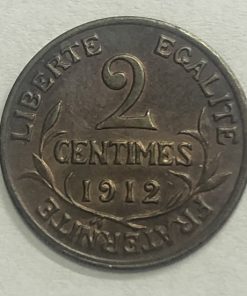 LIBERTE EGALITE
2
CENTIMES
1912
FRATERNITE